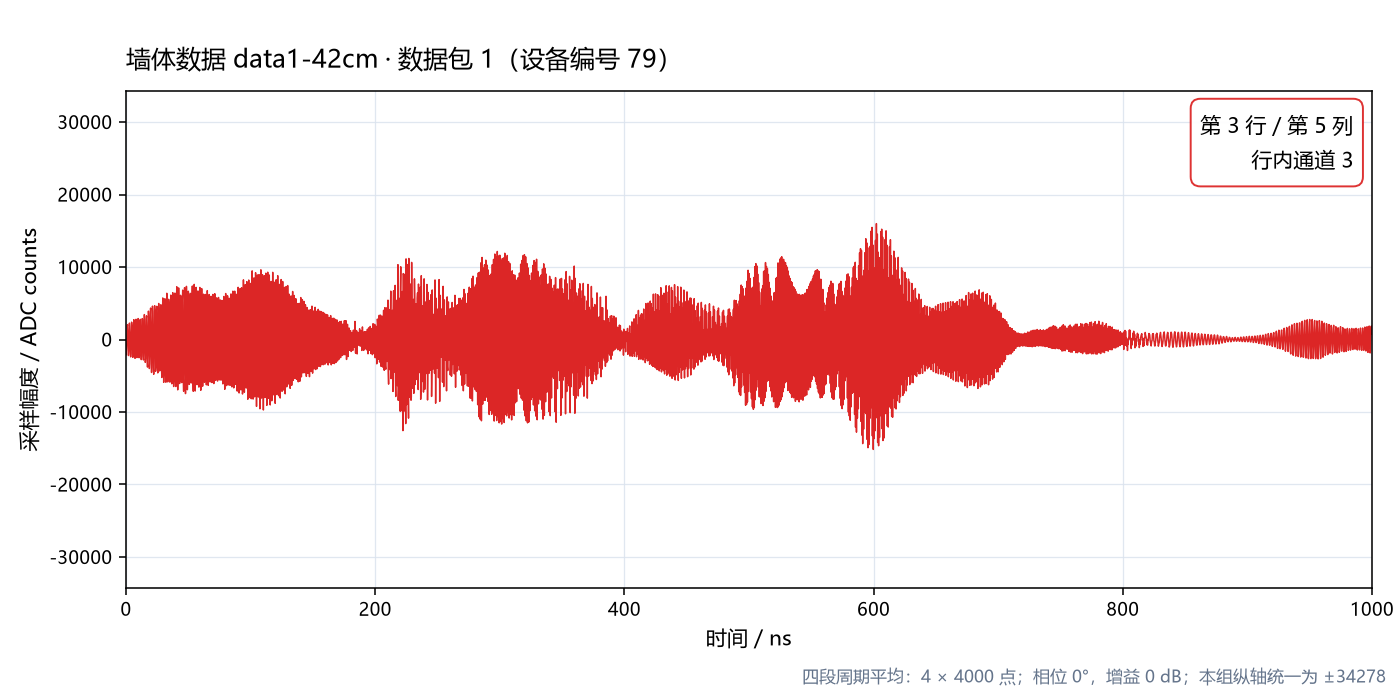 墙体数据 data1-42cm · 数据包 1（设备编号 79）
第 3 行 / 第 5 列
行内通道 3
采样幅度 / ADC counts
30000
20000
10000
0
-10000
-20000
-30000
0 200 400 600 800 1000
时间 / ns
四段周期平均：4 × 4000 点；相位 0°，增益 0 dB；本组纵轴统一为 ±34278